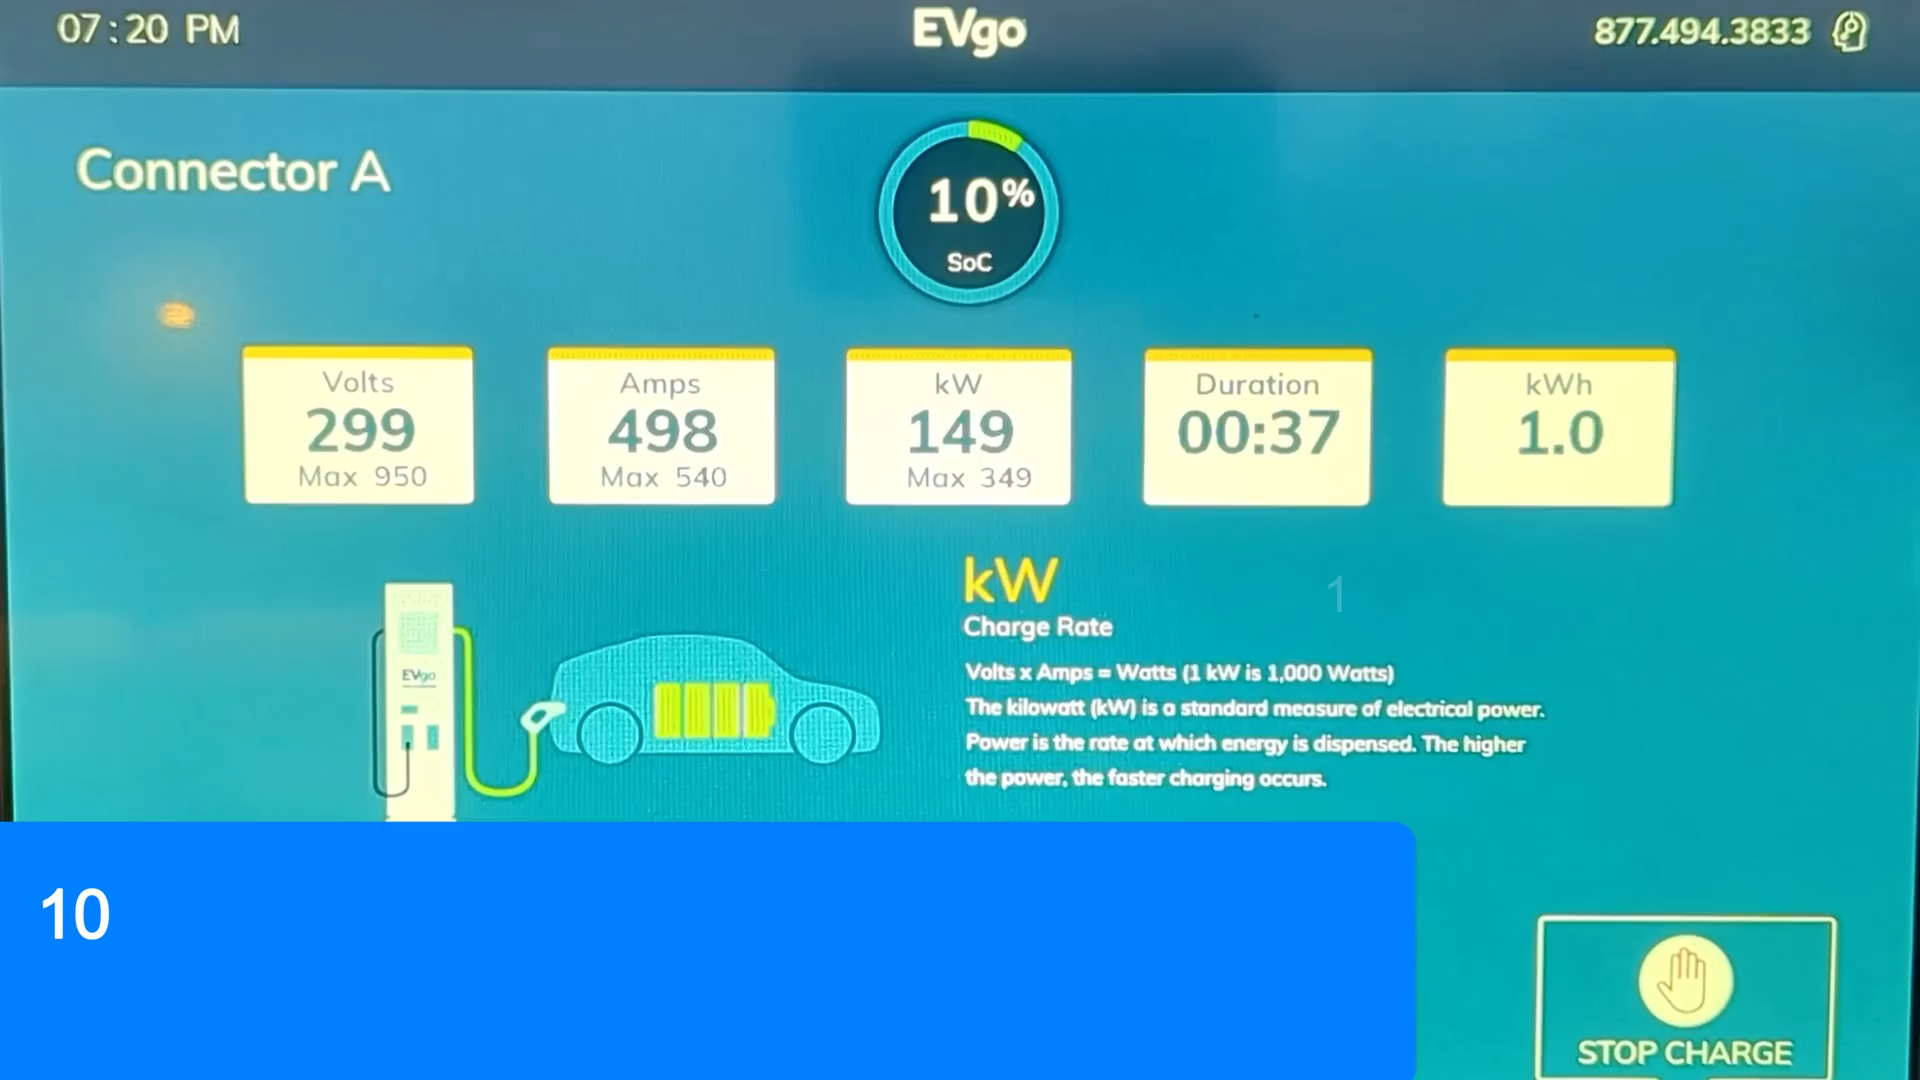 07:20 PM
EVgo
877.494.3833
Connector A
10%
SoC
Volts
299
Max 950
Amps
498
Max 540
kW
149
Max 349
Duration
00:37
kWh
1.0
kW
1
Charge Rate
Volts x Amps = Watts (1 kW is 1,000 Watts)
The kilowatt (kW) is a standard measure of electrical power.
Power is the rate at which energy is dispensed. The higher
the power, the faster charging occurs.
EVgo
10
STOP CHARGE